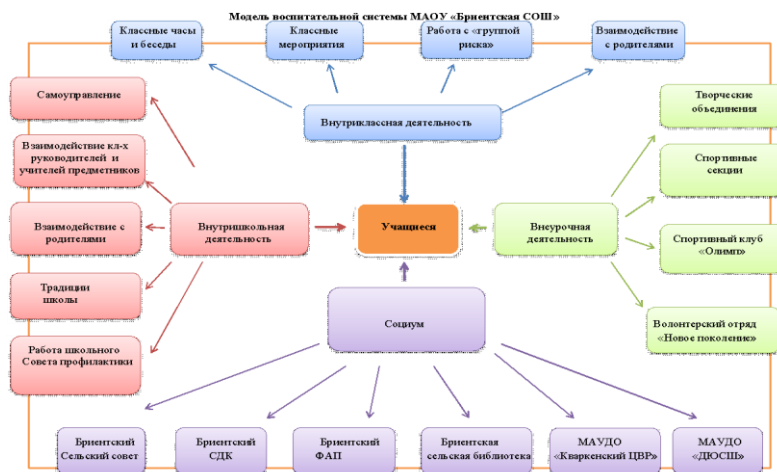 Модель воспитательной системы МАОУ «Бриентская СОШ»
Классные часы
и беседы
Классные
мероприятия
Работа с «группой
риска»
Взаимодействие
с родителями
Внутриклассная деятельность
Самоуправление
Взаимодействие кл-х
руководителей и
учителей предметников
Взаимодействие с
родителями
Традиции
школы
Работа школьного
Совета профилактики
Внутришкольная
деятельность
Учащиеся
Внеурочная
деятельность
Творческие
объединения
Спортивные
секции
Спортивный клуб
«Олимп»
Волонтерский отряд
«Новое поколение»
Социум
Бриентский
Сельский совет
Бриентский
СДК
Бриентский
ФАП
Бриентская
сельская библиотека
МАУДО
«Кваркенский ЦВР»
МАУДО
«ДЮСШ»